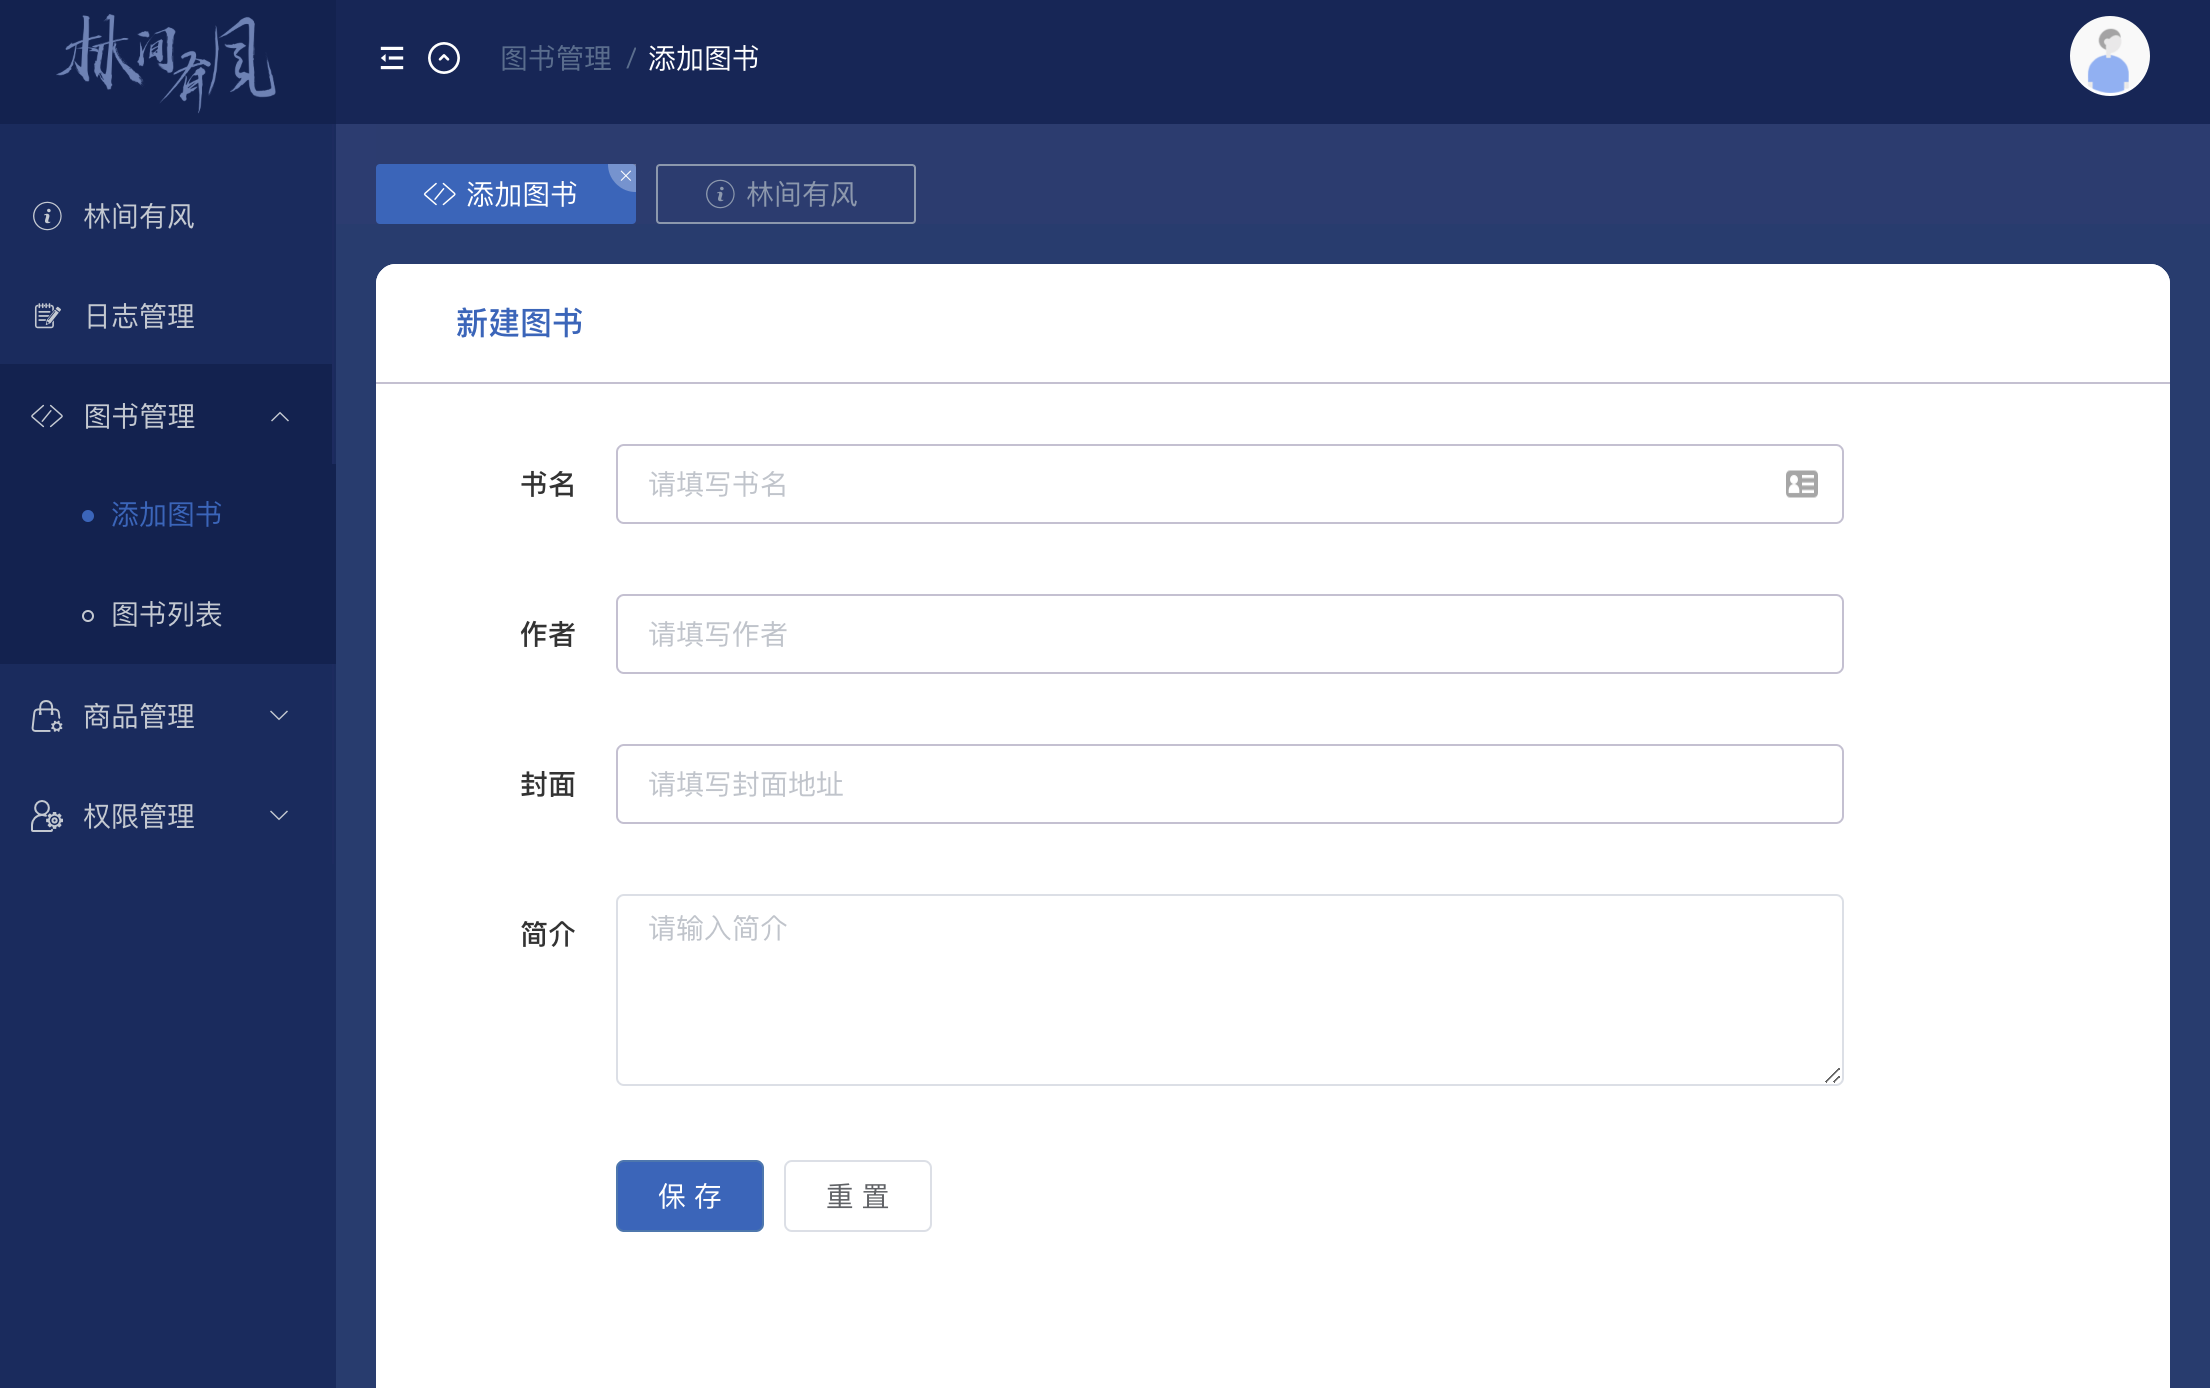 林间有风
图书管理 / 添加图书
林间有风
日志管理
图书管理
添加图书
图书列表
商品管理
权限管理
添加图书
林间有风
新建图书
书名
请填写书名
作者
请填写作者
封面
请填写封面地址
简介
请输入简介
保 存
重 置